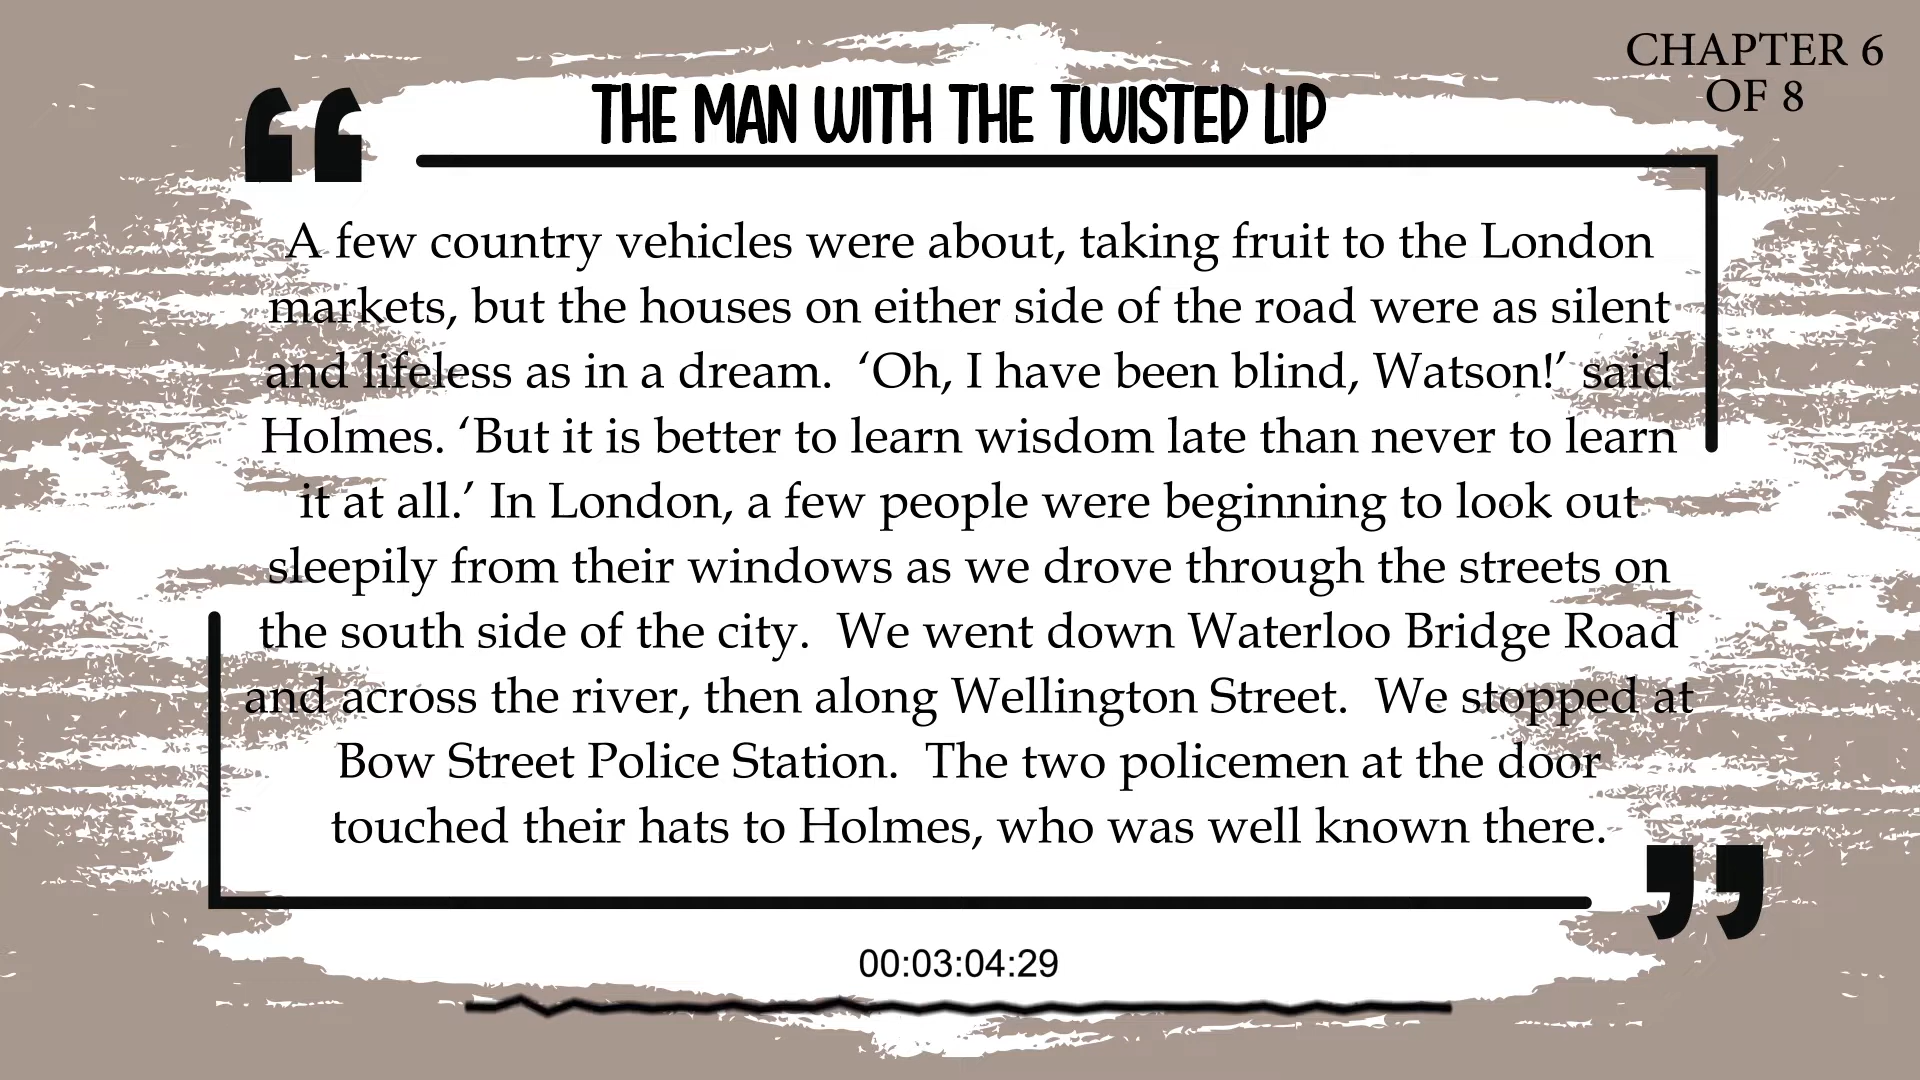 CHAPTER 6
OF 8
THE MAN WITH THE TWISTED LIP
“
A few country vehicles were about, taking fruit to the London
markets, but the houses on either side of the road were as silent
and lifeless as in a dream.  ‘Oh, I have been blind, Watson!’ said
Holmes. ‘But it is better to learn wisdom late than never to learn
it at all.’ In London, a few people were beginning to look out
sleepily from their windows as we drove through the streets on
the south side of the city.  We went down Waterloo Bridge Road
and across the river, then along Wellington Street.  We stopped at
Bow Street Police Station.  The two policemen at the door
touched their hats to Holmes, who was well known there.
”
00:03:04:29